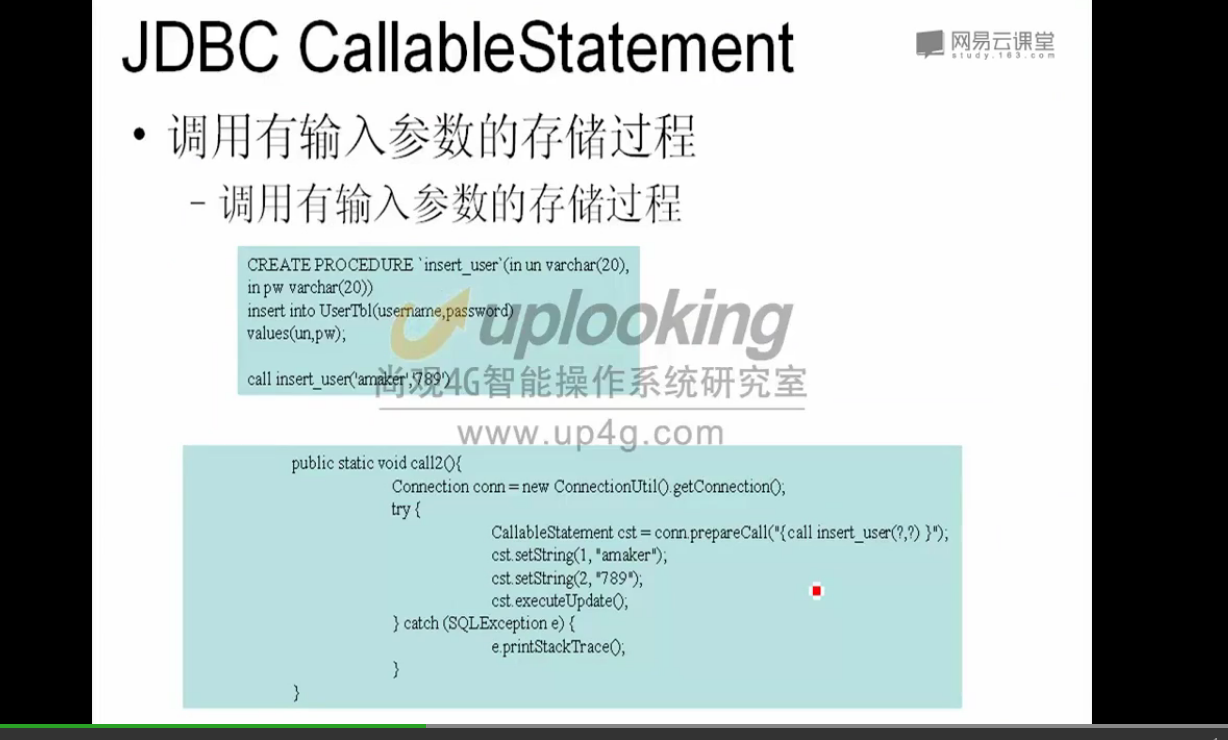 JDBC CallableStatement
网易云课堂
study.163.com
• 调用有输入参数的存储过程
– 调用有输入参数的存储过程
CREATE PROCEDURE `insert_user`(in un varchar(20),
in pw varchar(20))
insert into UserTbl(username,password)
values(un,pw);
call insert_user('amaker','789')
uplooking
尚观4G智能操作系统研究室
www.up4g.com
public static void call2(){
Connection conn = new ConnectionUtil().getConnection();
try {
CallableStatement cst = conn.prepareCall("{call insert_user(?,?) }");
cst.setString(1, "amaker");
cst.setString(2, "789");
cst.executeUpdate();
} catch (SQLException e) {
e.printStackTrace();
}
}